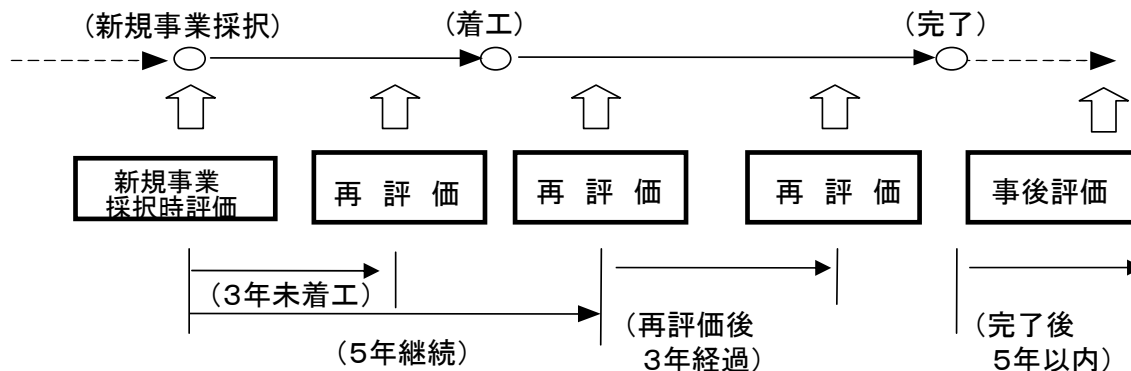 (新規事業採択)
(着工)
(完了)
新規事業
採択時評価
再 評 価
再 評 価
再 評 価
事後評価
(3年未着工)
(5年継続)
(再評価後
3年経過)
(完了後
5年以内)